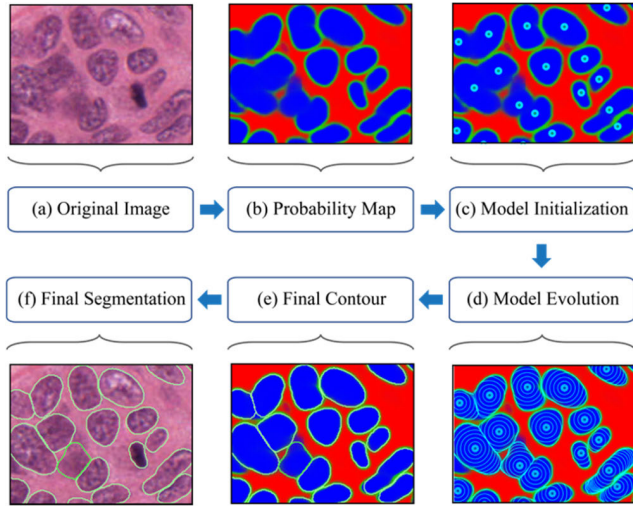 (a) Original Image
(b) Probability Map
(c) Model Initialization
(f) Final Segmentation
(e) Final Contour
(d) Model Evolution